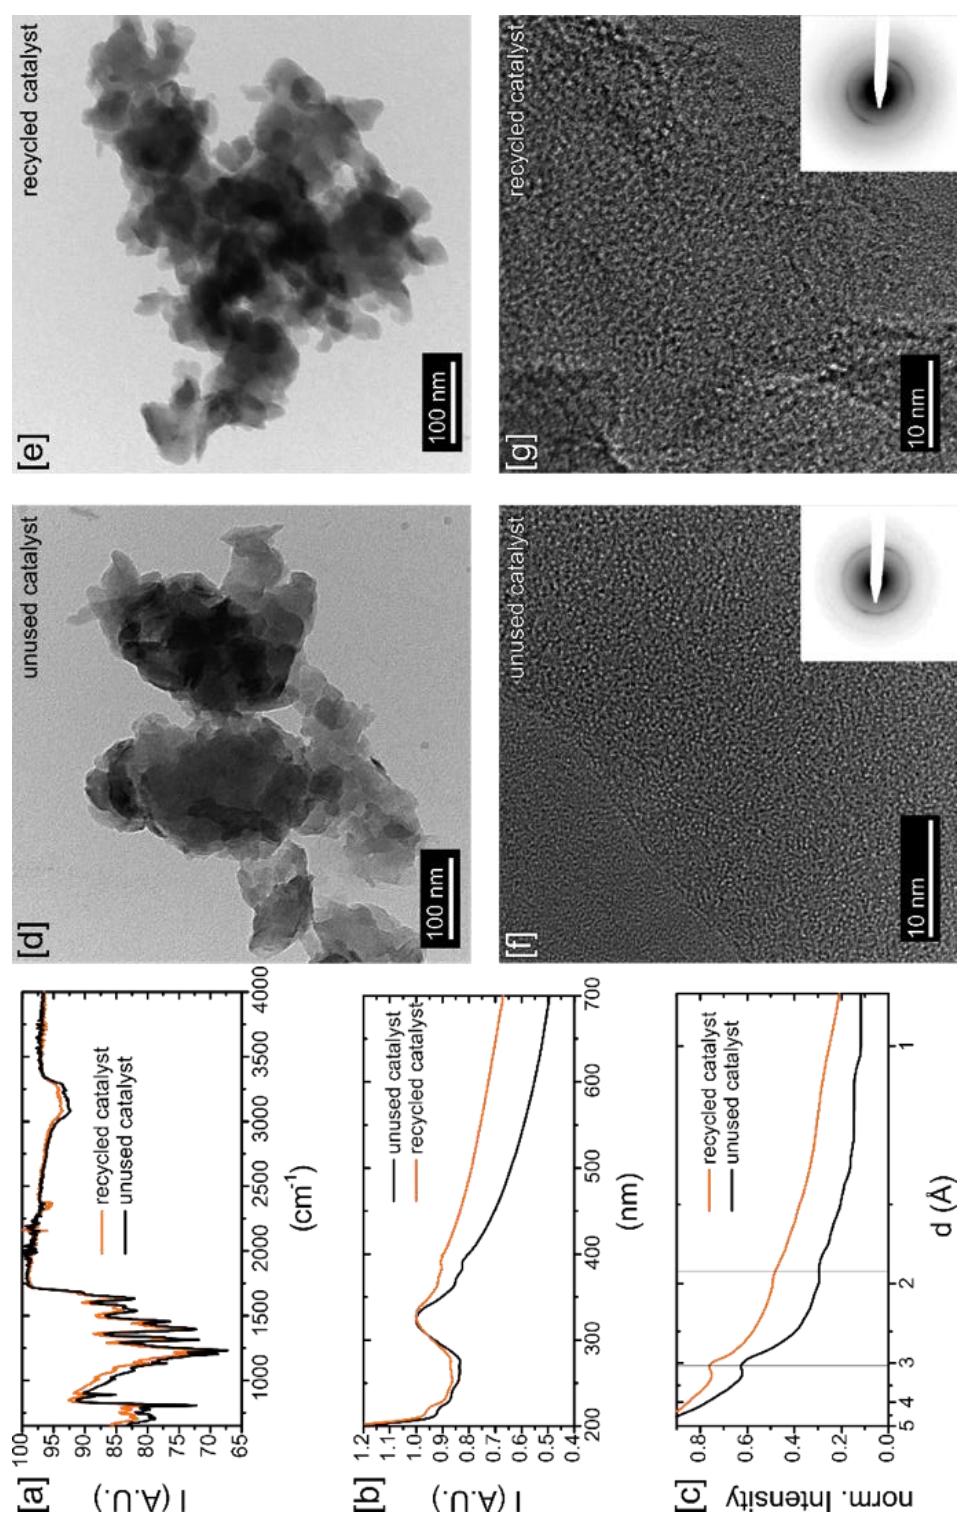 [a]
100
95
90
85
80
75
70
65
I (A.U.)
recycled catalyst
unused catalyst
1000
1500
2000
2500
3000
3500
4000
(cm⁻¹)
[b]
1.2
1.1
1.0
0.9
0.8
0.7
0.6
0.5
0.4
I (A.U.)
unused catalyst
recycled catalyst
200
300
400
500
600
700
(nm)
[c]
0.8
0.6
0.4
0.2
0.0
norm. Intensity
recycled catalyst
unused catalyst
5
4
3
2
1
d (Å)
[d]
unused catalyst
100 nm
[e]
recycled catalyst
100 nm
[f]
unused catalyst
10 nm
[g]
recycled catalyst
10 nm